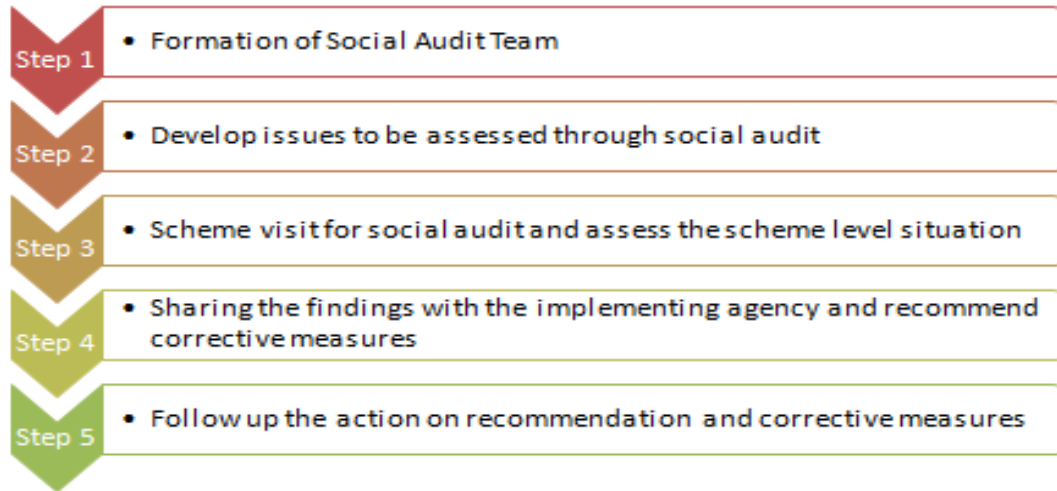 Step 1
• Formation of Social Audit Team
Step 2
• Develop issues to be assessed through social audit
Step 3
• Scheme visit for social audit and assess the scheme level situation
Step 4
• Sharing the findings with the implementing agency and recommend
corrective measures
Step 5
• Follow up the action on recommendation and corrective measures